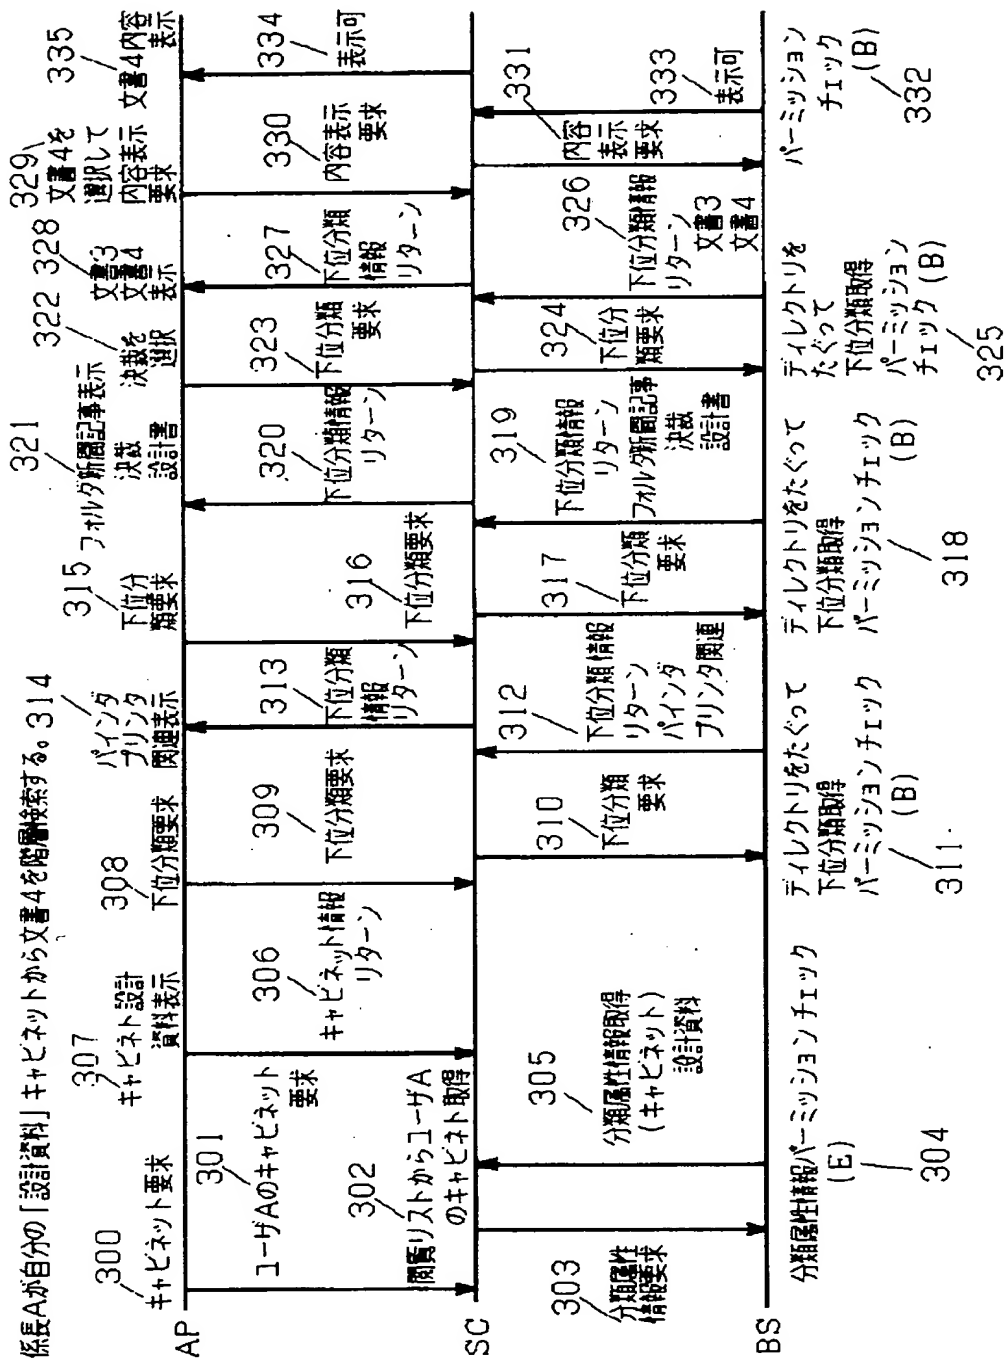 係長Aが自分の「設計資料」キャビネットから文書4を階層検索する。
AP
SC
BS
300
キャビネット要求
301
ユーザAのキャビネット
要求
302
閲覧リストからユーザA
のキャビネト取得
303
分類属性
情報要求
分類属性情報パーミッションチェック
(E)
304
305
分類属性情報取得
(キャビネット)
設計資料
306
キャビネット情報
リターン
307
キャビネト設計
資料表示
308
下位分類要求
309
下位分類要求
310
下位分類
要求
ディレクトリをたぐって
下位分類取得
パーミッションチェック
(B)
311
312
下位分類情報
リターン
バインダ
プリンタ関連
313
下位分類
情報
リターン
314
バインダ
プリンタ
関連表示
315
下位分
類要求
316
下位分類要求
317
下位分類
要求
ディレクトリをたぐって
下位分類取得
パーミッションチェック
(B)
318
319
下位分類情報
リターン
フォルダ新聞記事
決裁
設計書
320
下位分類情報
リターン
321
フォルダ新聞記事表示
決裁
設計書
322
決裁を
選択
323
下位分類
要求
324
下位分
類要求
ディレクトリを
たぐって
下位分類取得
パーミッション
チェック (B)
325
326
下位分類情報
リターン
文書3
文書4
327
下位分類
情報
リターン
328
文書3
文書4
表示
329
文書4を
選択して
内容表示
要求
330
内容表示
要求
331
内容
表示
要求
パーミッション
チェック
(B)
332
333
表示可
334
表示可
335
文書4内容
表示